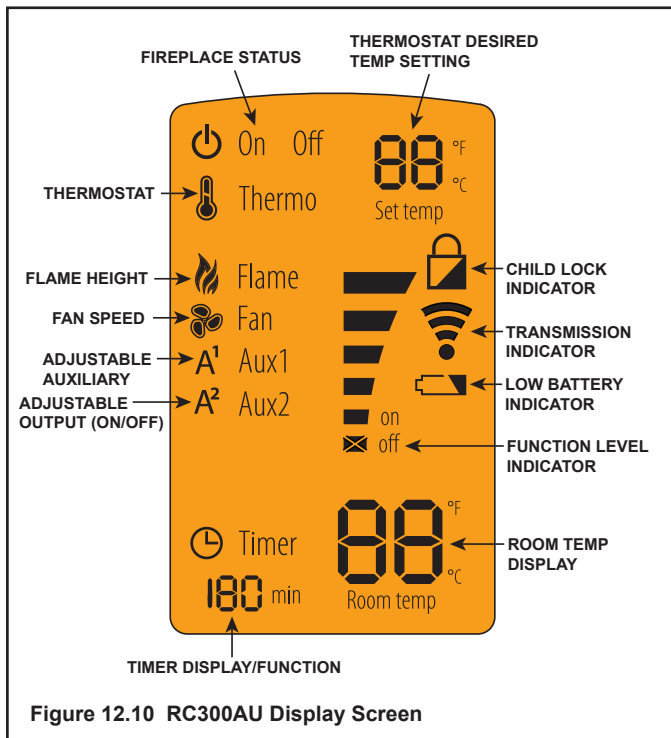 THERMOSTAT DESIRED
TEMP SETTING
FIREPLACE STATUS
On Off
88 °F
°C
Set temp
THERMOSTAT
Thermo
FLAME HEIGHT
Flame
CHILD LOCK
INDICATOR
FAN SPEED
Fan
TRANSMISSION
INDICATOR
ADJUSTABLE
AUXILIARY
A¹ Aux1
LOW BATTERY
INDICATOR
ADJUSTABLE
OUTPUT (ON/OFF)
A² Aux2
on
off
FUNCTION LEVEL
INDICATOR
Timer
180 min
88 °F
°C
Room temp
ROOM TEMP
DISPLAY
TIMER DISPLAY/FUNCTION
Figure 12.10 RC300AU Display Screen